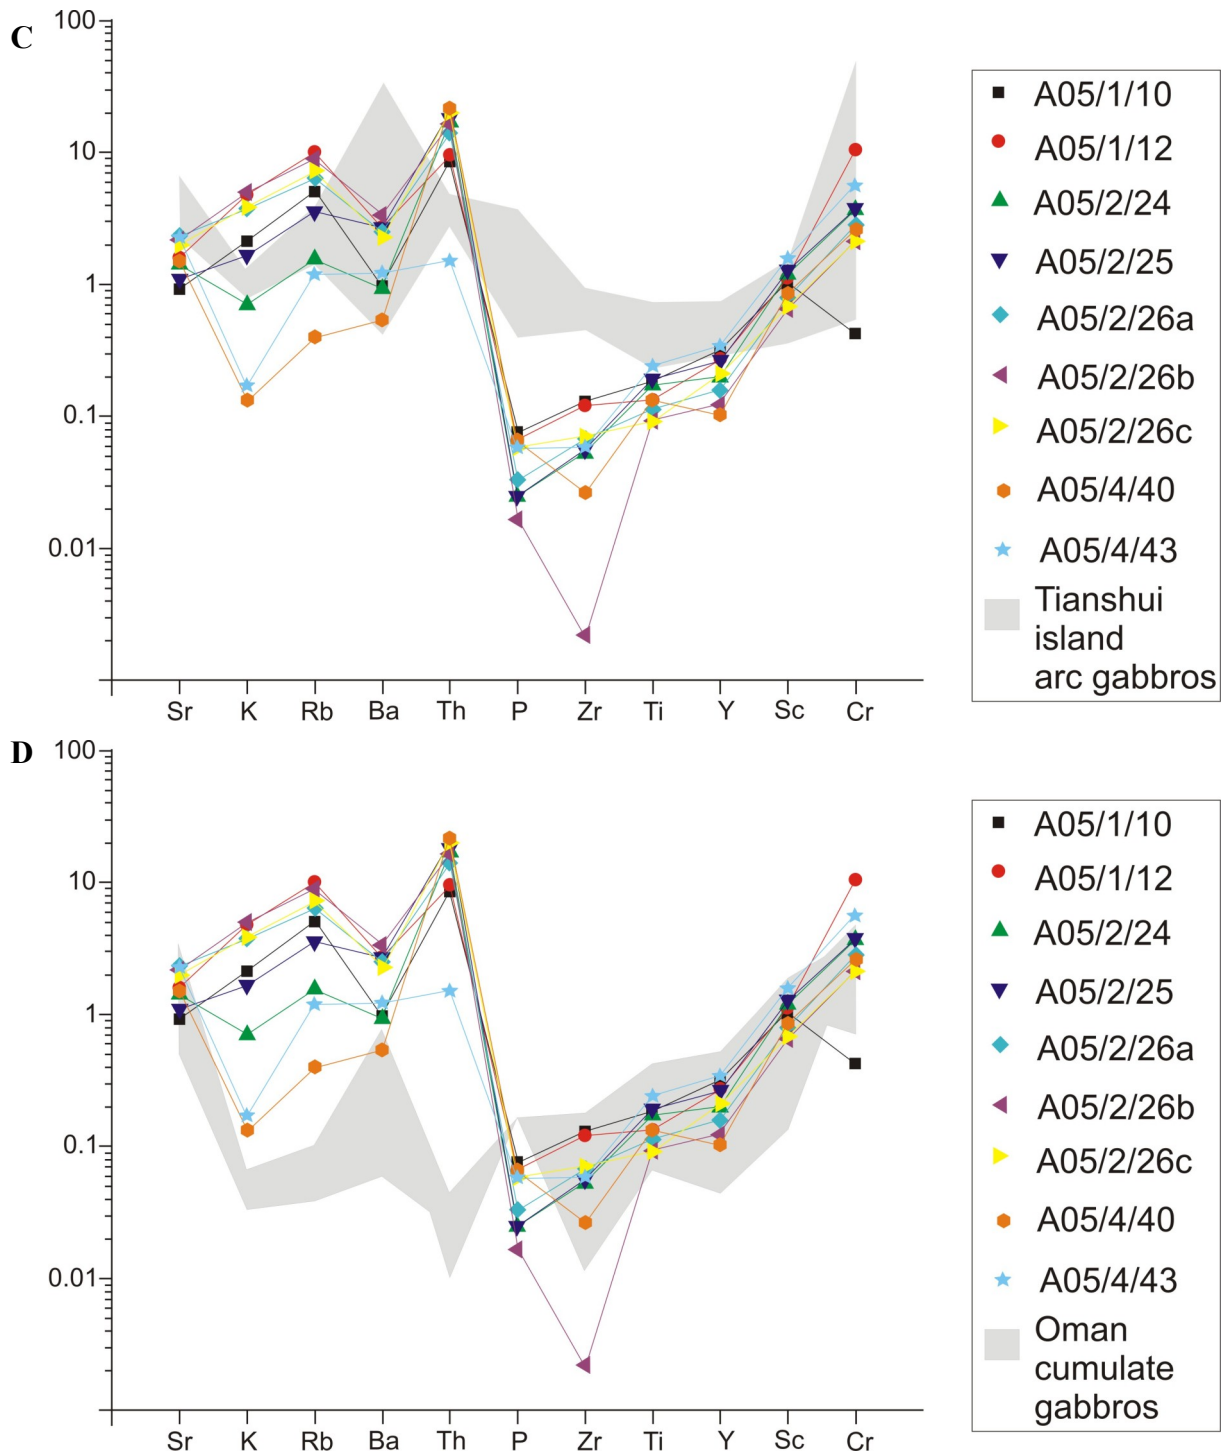 C
100
10
1
0.1
0.01
Sr K Rb Ba Th P Zr Ti Y Sc Cr
A05/1/10
A05/1/12
A05/2/24
A05/2/25
A05/2/26a
A05/2/26b
A05/2/26c
A05/4/40
A05/4/43
Tianshui
island
arc gabbros
D
100
10
1
0.1
0.01
Sr K Rb Ba Th P Zr Ti Y Sc Cr
A05/1/10
A05/1/12
A05/2/24
A05/2/25
A05/2/26a
A05/2/26b
A05/2/26c
A05/4/40
A05/4/43
Oman
cumulate
gabbros